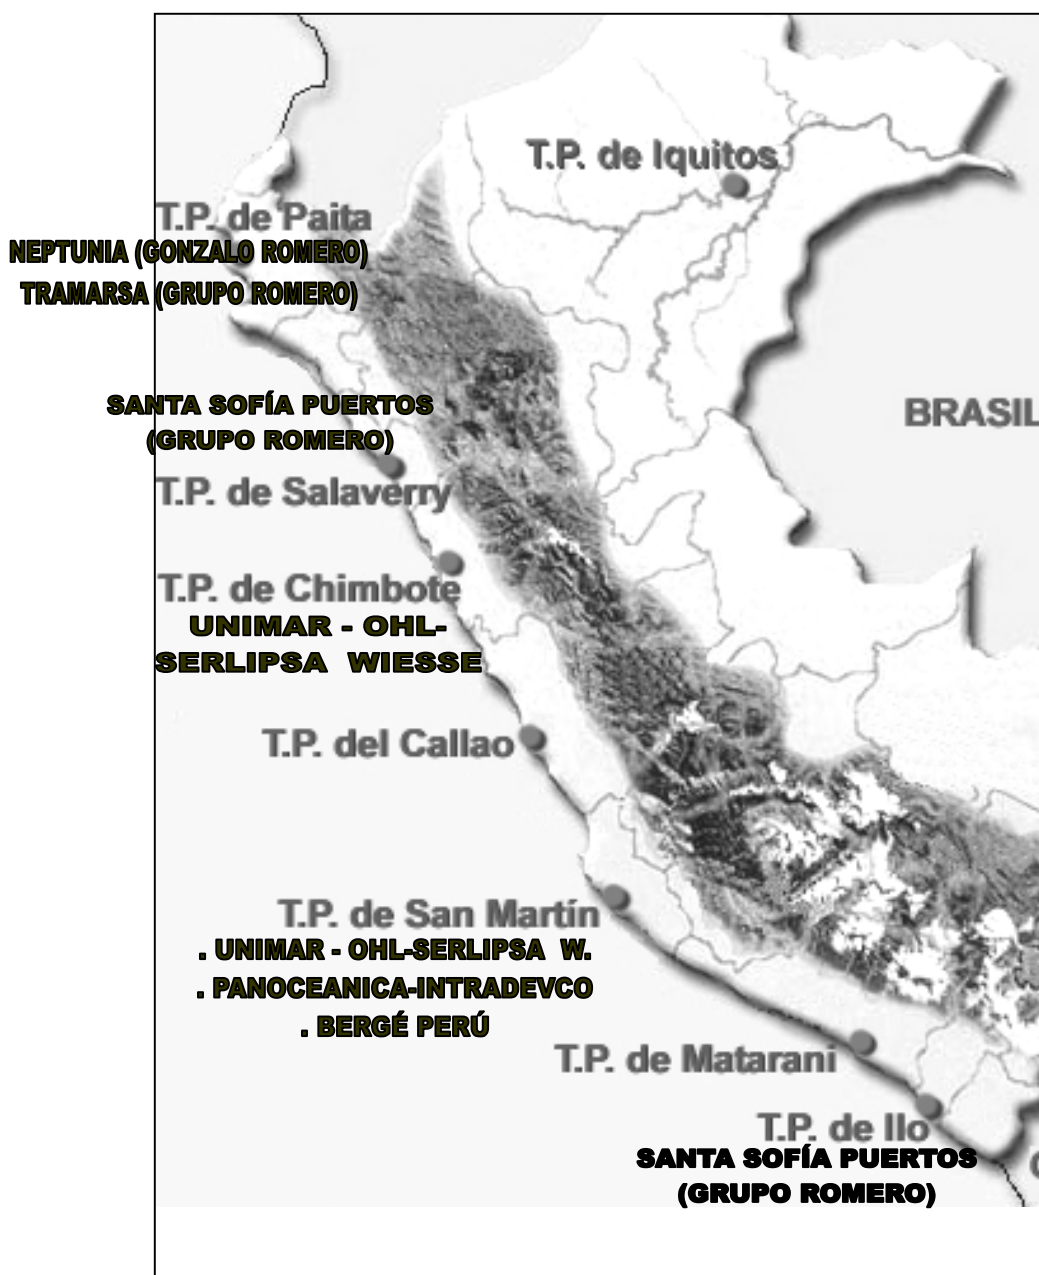 T.P. de Iquitos
T.P. de Paita
NEPTUNIA (GONZALO ROMERO)
TRAMARSA (GRUPO ROMERO)
BRASIL
SANTA SOFÍA PUERTOS
(GRUPO ROMERO)
T.P. de Salaverry
T.P. de Chimbote
UNIMAR - OHL-
SERLIPSA WIESSE
T.P. del Callao
T.P. de San Martín
. UNIMAR - OHL-SERLIPSA W.
. PANOCEANICA-INTRADEVCO
. BERGÉ PERÚ
T.P. de Matarani
T.P. de Ilo
SANTA SOFÍA PUERTOS
(GRUPO ROMERO)